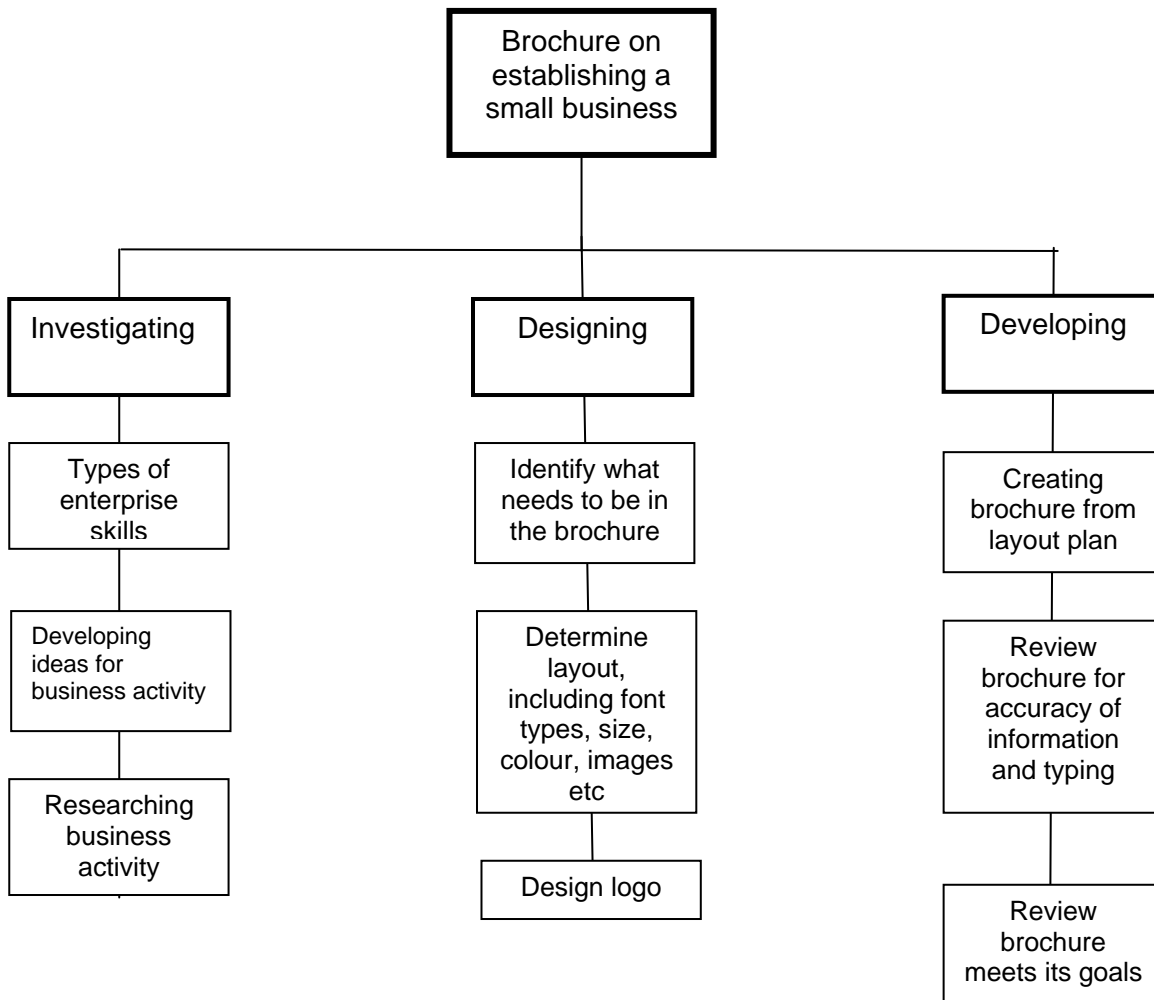 Brochure on
establishing a
small business
Investigating
Types of
enterprise
skills
Developing
ideas for
business activity
Researching
business
activity
Designing
Identify what
needs to be in
the brochure
Determine
layout,
including font
types, size,
colour, images
etc
Design logo
Developing
Creating
brochure from
layout plan
Review
brochure for
accuracy of
information
and typing
Review
brochure
meets its goals